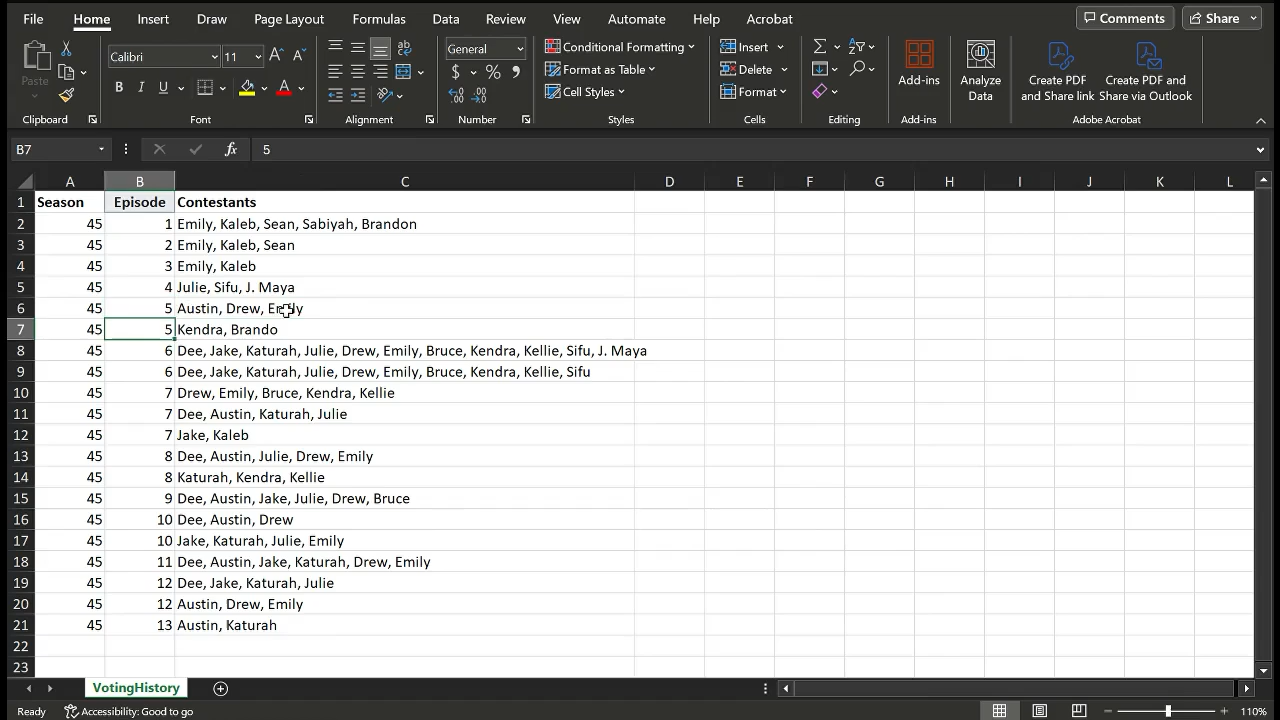 File Home Insert Draw Page Layout Formulas Data Review View Automate Help Acrobat Comments Share
Paste
Clipboard
Calibri 11
B I U
Font
ab
Alignment
General
$ % 9
Number
Conditional Formatting
Format as Table
Cell Styles
Styles
Insert
Delete
Format
Cells
Editing
Add-ins
Add-ins
Analyze
Data
Create PDF
and Share link
Create PDF and
Share via Outlook
Adobe Acrobat
B7 fx 5
A B C D E F G H I J K L
1 Season Episode Contestants
2 45 1 Emily, Kaleb, Sean, Sabiyah, Brandon
3 45 2 Emily, Kaleb, Sean
4 45 3 Emily, Kaleb
5 45 4 Julie, Sifu, J. Maya
6 45 5 Austin, Drew, Emily
7 45 5 Kendra, Brando
8 45 6 Dee, Jake, Katurah, Julie, Drew, Emily, Bruce, Kendra, Kellie, Sifu, J. Maya
9 45 6 Dee, Jake, Katurah, Julie, Drew, Emily, Bruce, Kendra, Kellie, Sifu
10 45 7 Drew, Emily, Bruce, Kendra, Kellie
11 45 7 Dee, Austin, Katurah, Julie
12 45 7 Jake, Kaleb
13 45 8 Dee, Austin, Julie, Drew, Emily
14 45 8 Katurah, Kendra, Kellie
15 45 9 Dee, Austin, Jake, Julie, Drew, Bruce
16 45 10 Dee, Austin, Drew
17 45 10 Jake, Katurah, Julie, Emily
18 45 11 Dee, Austin, Jake, Katurah, Drew, Emily
19 45 12 Dee, Jake, Katurah, Julie
20 45 12 Austin, Drew, Emily
21 45 13 Austin, Katurah
22
23
VotingHistory
Ready Accessibility: Good to go 110%